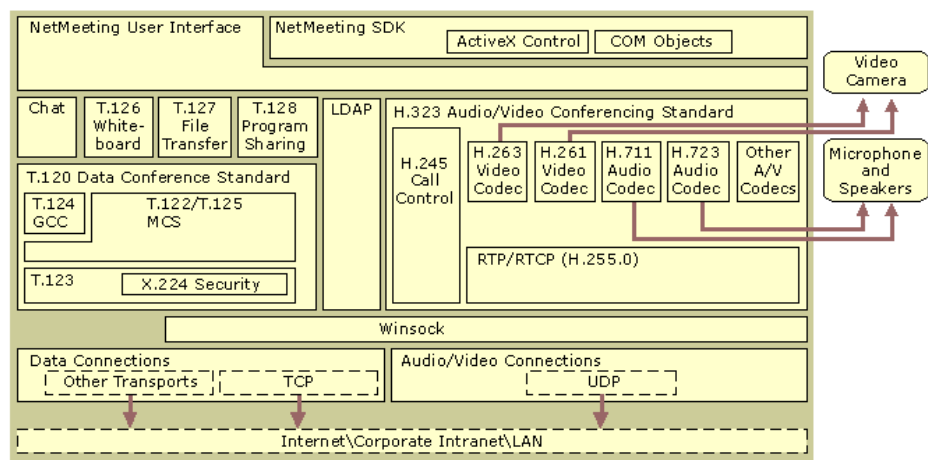 NetMeeting User Interface
NetMeeting SDK
ActiveX Control
COM Objects
Video
Camera
Chat
T.126
White-
board
T.127
File
Transfer
T.128
Program
Sharing
LDAP
H.323 Audio/Video Conferencing Standard
H.245
Call
Control
H.263
Video
Codec
H.261
Video
Codec
H.711
Audio
Codec
H.723
Audio
Codec
Other
A/V
Codecs
Microphone
and
Speakers
T.120 Data Conference Standard
T.124
GCC
T.122/T.125
MCS
RTP/RTCP (H.255.0)
T.123
X.224 Security
Winsock
Data Connections
Other Transports
TCP
Audio/Video Connections
UDP
Internet\Corporate Intranet\LAN